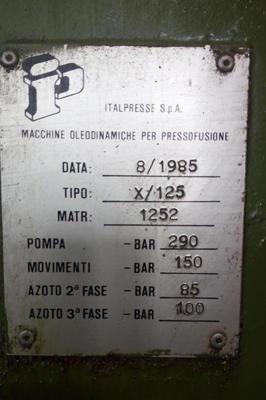 iP
ITALPRESSE S.p.A.
MACCHINE OLEODINAMICHE PER PRESSOFUSIONE
DATA: 8/1985
TIPO: X/125
MATR: 1252
POMPA -BAR 290
MOVIMENTI -BAR 150
AZOTO 2ª FASE -BAR 85
AZOTO 3ª FASE -BAR 100